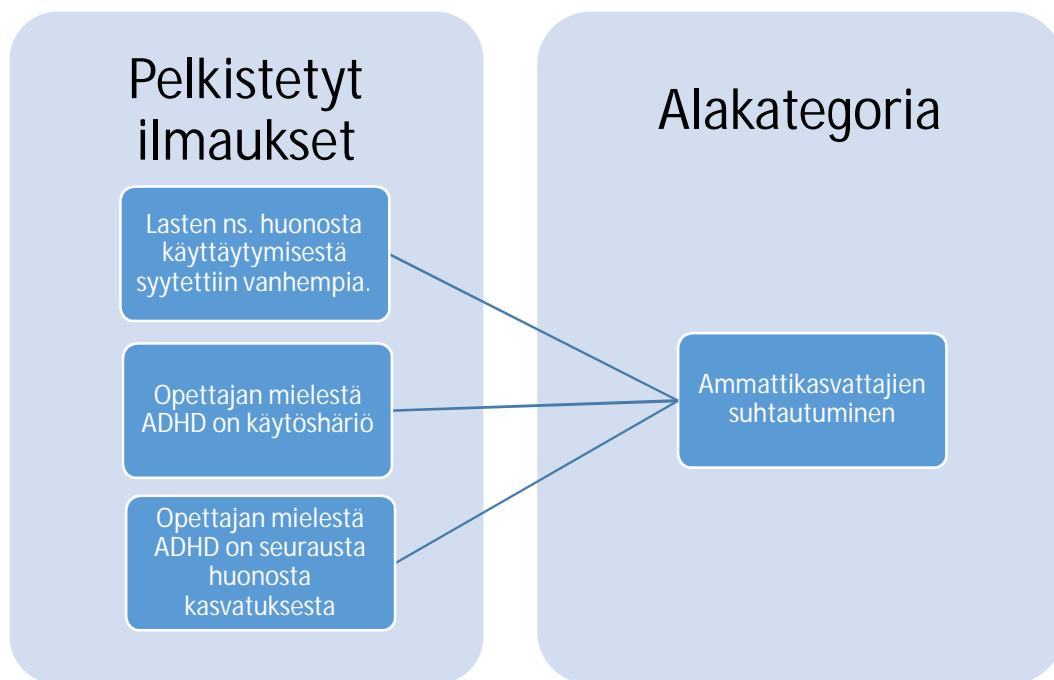 Pelkistetyt
ilmaukset
Lasten ns. huonosta
käyttäytymisestä
syytettiin vanhempia.
Opettajan mielestä
ADHD on käytöshäriö
Opettajan mielestä
ADHD on seurausta
huonosta
kasvatuksesta
Alakategoria
Ammattikasvattajien
suhtautuminen